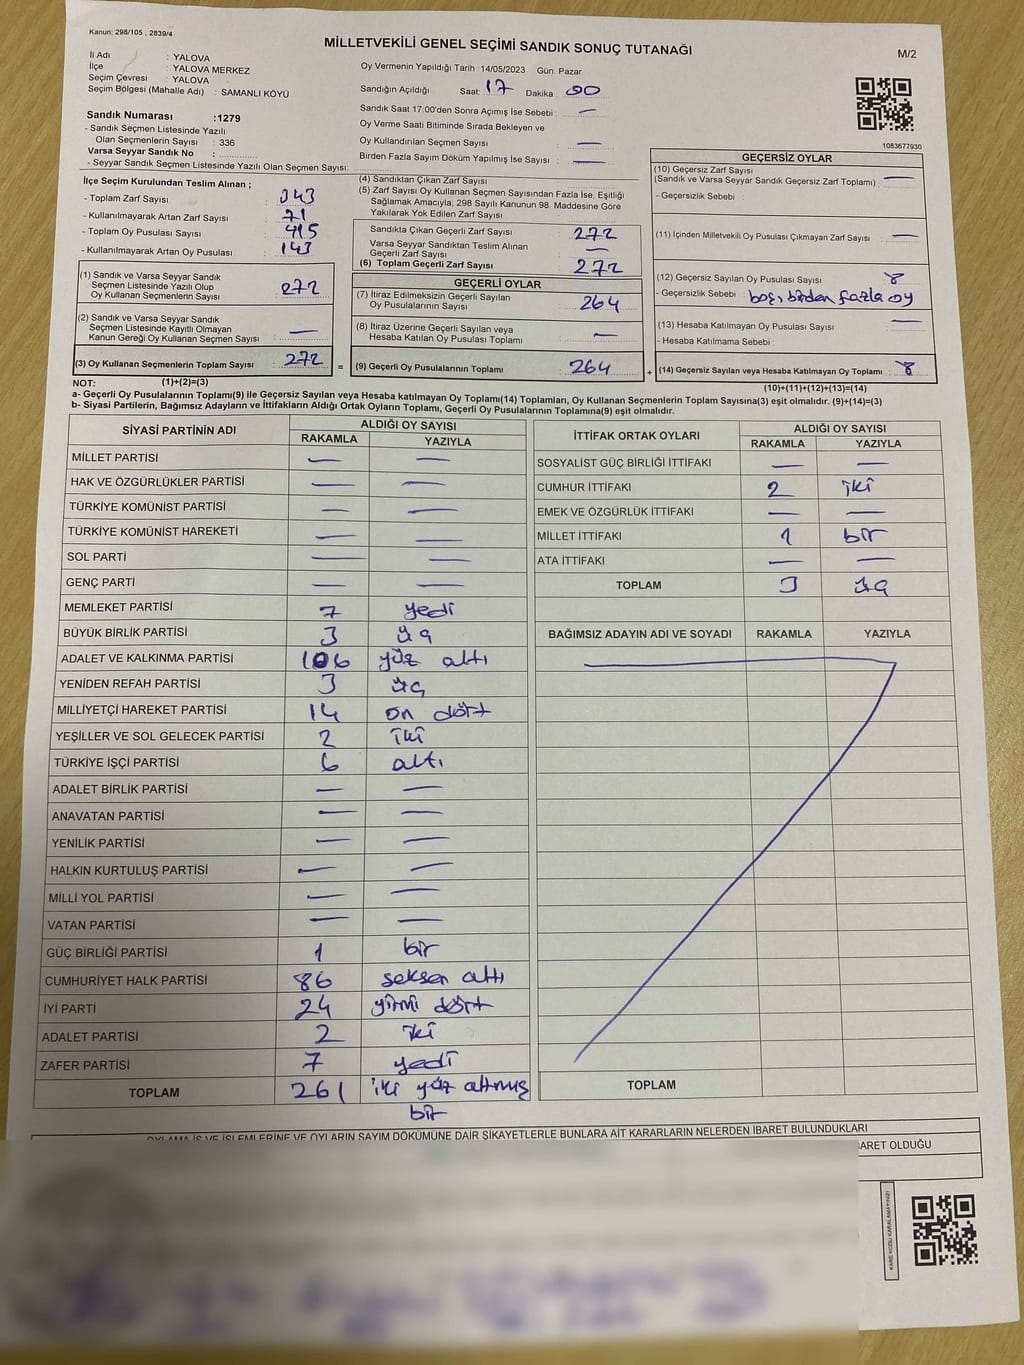 Kanun; 298/105 , 2839/4
MİLLETVEKİLİ GENEL SEÇİMİ SANDIK SONUÇ TUTANAĞI
M/2
İl Adı : YALOVA
İlçe : YALOVA MERKEZ
Seçim Çevresi : YALOVA
Seçim Bölgesi (Mahalle Adı) : SAMANLI KÖYÜ
Sandık Numarası :1279
- Sandık Seçmen Listesinde Yazılı
Olan Seçmenlerin Sayısı : 336
Varsa Seyyar Sandık No :
- Seyyar Sandık Seçmen Listesinde Yazılı Olan Seçmen Sayısı:
Oy Vermenin Yapıldığı Tarih :14/05/2023 Gün: Pazar
Sandığın Açıldığı Saat: 17 Dakika : 00
Sandık Saat 17:00'den Sonra Açımış İse Sebebi : —
Oy Verme Saati Bitiminde Sırada Bekleyen ve
Oy Kullandırılan Seçmen Sayısı : —
Birden Fazla Sayım Döküm Yapılmış İse Sayısı : —
1083677930
İlçe Seçim Kurulundan Teslim Alınan ;
- Toplam Zarf Sayısı : 343
- Kullanılmayarak Artan Zarf Sayısı : 71
- Toplam Oy Pusulası Sayısı : 415
- Kullanılmayarak Artan Oy Pusulası : 143
(1) Sandık ve Varsa Seyyar Sandık
Seçmen Listesinde Yazılı Olup
Oy Kullanan Seçmenlerin Sayısı : 272
(2) Sandık ve Varsa Seyyar Sandık
Seçmen Listesinde Kayıtlı Olmayan
Kanun Gereği Oy Kullanan Seçmen Sayısı : —
(3) Oy Kullanan Seçmenlerin Toplam Sayısı : 272
(4) Sandıktan Çıkan Zarf Sayısı
(5) Zarf Sayısı Oy Kullanan Seçmen Sayısından Fazla İse, Eşitliği
Sağlamak Amacıyla; 298 Sayılı Kanunun 98. Maddesine Göre
Yakılarak Yok Edilen Zarf Sayısı
Sandıkta Çıkan Geçerli Zarf Sayısı : 272
Varsa Seyyar Sandıktan Teslim Alınan
Geçerli Zarf Sayısı : —
(6) Toplam Geçerli Zarf Sayısı : 272
GEÇERLİ OYLAR
(7) İtiraz Edilmeksizin Geçerli Sayılan
Oy Pusulalarının Sayısı : 264
(8) İtiraz Üzerine Geçerli Sayılan veya
Hesaba Katılan Oy Pusulası Toplamı : —
= (9) Geçerli Oy Pusulalarının Toplamı : 264
GEÇERSİZ OYLAR
(10) Geçersiz Zarf Sayısı
(Sandık ve Varsa Seyyar Sandık Geçersiz Zarf Toplamı) : —
- Geçersizlik Sebebi :
(11) İçinden Milletvekili Oy Pusulası Çıkmayan Zarf Sayısı : —
(12) Geçersiz Sayılan Oy Pusulası Sayısı : 8
- Geçersizlik Sebebi : boş, birden fazla oy
(13) Hesaba Katılmayan Oy Pusulası Sayısı : —
- Hesaba Katılmama Sebebi :
+ (14) Geçersiz Sayılan veya Hesaba Katılmayan Oy Toplamı : 8
NOT: (1)+(2)=(3)
(10)+(11)+(12)+(13)=(14)
a- Geçerli Oy Pusulalarının Toplamı(9) ile Geçersiz Sayılan veya Hesaba katılmayan Oy Toplamı(14) Toplamları, Oy Kullanan Seçmenlerin Toplam Sayısına(3) eşit olmalıdır. (9)+(14)=(3)
b- Siyasi Partilerin, Bağımsız Adayların ve İttifakların Aldığı Ortak Oyların Toplamı, Geçerli Oy Pusulalarının Toplamına(9) eşit olmalıdır.
SİYASİ PARTİNİN ADI ALDIĞI OY SAYISI
RAKAMLA YAZIYLA
MİLLET PARTİSİ — —
HAK VE ÖZGÜRLÜKLER PARTİSİ — —
TÜRKİYE KOMÜNİST PARTİSİ — —
TÜRKİYE KOMÜNİST HAREKETİ — —
SOL PARTİ — —
GENÇ PARTİ — —
MEMLEKET PARTİSİ 7 yedi
BÜYÜK BİRLİK PARTİSİ 3 üç
ADALET VE KALKINMA PARTİSİ 106 yüz altı
YENİDEN REFAH PARTİSİ 3 üç
MİLLİYETÇİ HAREKET PARTİSİ 14 on dört
YEŞİLLER VE SOL GELECEK PARTİSİ 2 iki
TÜRKİYE İŞÇİ PARTİSİ 6 altı
ADALET BİRLİK PARTİSİ — —
ANAVATAN PARTİSİ — —
YENİLİK PARTİSİ — —
HALKIN KURTULUŞ PARTİSİ — —
MİLLİ YOL PARTİSİ — —
VATAN PARTİSİ — —
GÜÇ BİRLİĞİ PARTİSİ 1 bir
CUMHURİYET HALK PARTİSİ 86 seksen altı
İYİ PARTİ 24 yirmi dört
ADALET PARTİSİ 2 iki
ZAFER PARTİSİ 7 yedi
TOPLAM 261 iki yüz altmış
bir
İTTİFAK ORTAK OYLARI ALDIĞI OY SAYISI
RAKAMLA YAZIYLA
SOSYALİST GÜÇ BİRLİĞİ İTTİFAKI — —
CUMHUR İTTİFAKI 2 iki
EMEK VE ÖZGÜRLÜK İTTİFAKI — —
MİLLET İTTİFAKI 1 bir
ATA İTTİFAKI — —
TOPLAM 3 üç
BAĞIMSIZ ADAYIN ADI VE SOYADI RAKAMLA YAZIYLA
TOPLAM
OYLAMA İŞ VE İŞLEMLERİNE VE OYLARIN SAYIM DÖKÜMÜNE DAİR ŞİKAYETLERLE BUNLARA AİT KARARLARIN NELERDEN İBARET BULUNDUKLARI
BARET OLDUĞU
KARE KODU KARALAMAYINIZ!